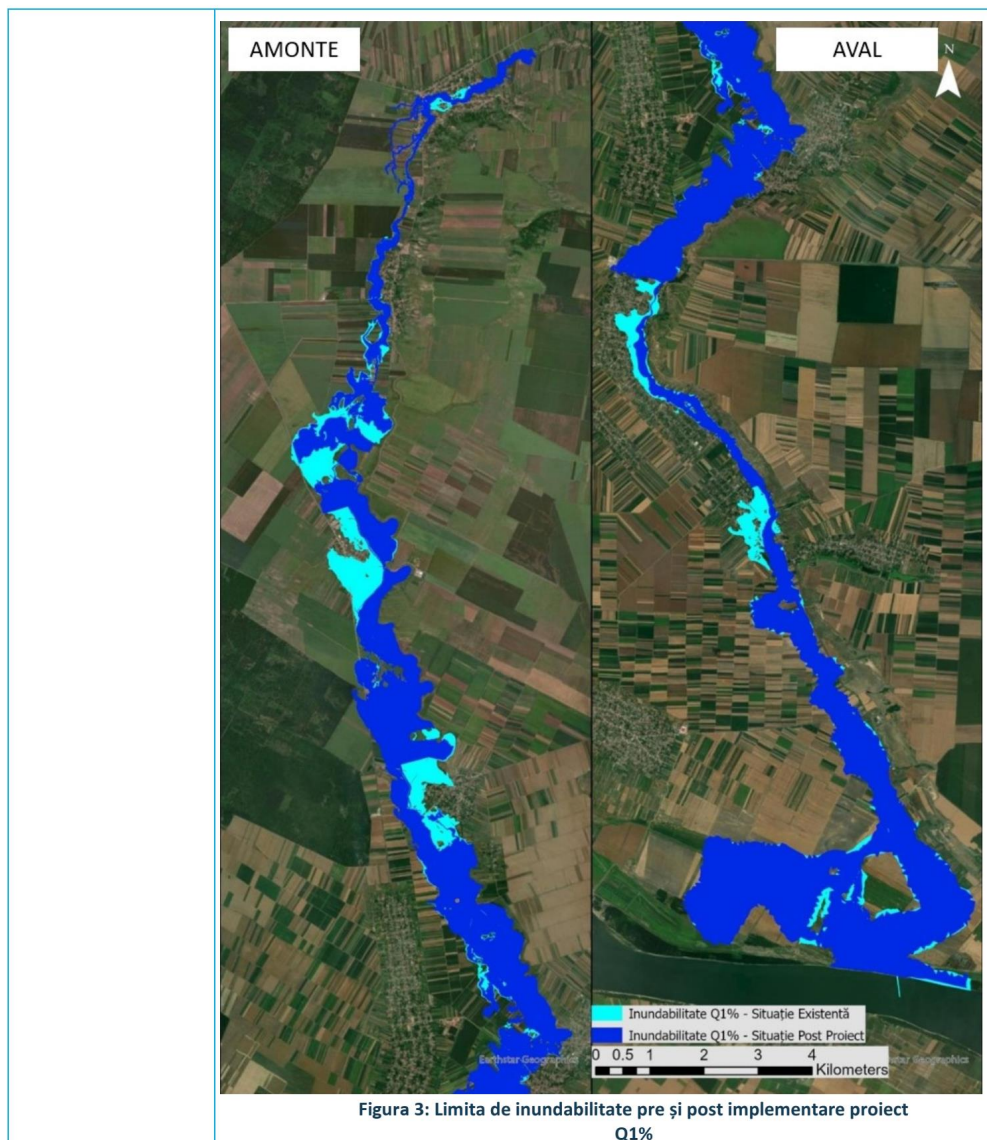 AMONTE
AVAL
N
Inundabilitate Q1% - Situație Existentă
Inundabilitate Q1% - Situație Post Proiect
Earthstar Geographics
0 0.5 1 2 3 4
Kilometers
Geographics
Figura 3: Limita de inundabilitate pre și post implementare proiect
Q1%